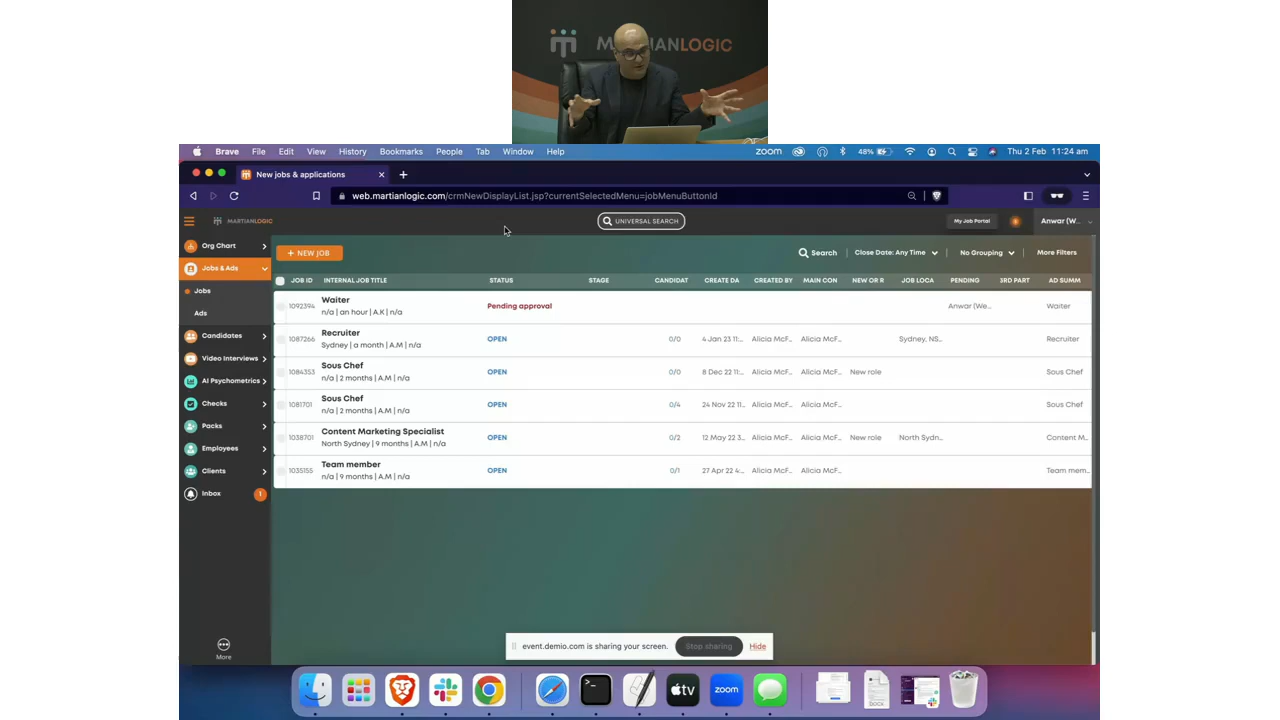 MARTIANLOGIC
Brave File Edit View History Bookmarks People Tab Window Help zoom 48% Thu 2 Feb 11:24 am
New jobs & applications
web.martianlogic.com/crmNewDisplayList.jsp?currentSelectedMenu=jobMenuButtonId
MARTIANLOGIC UNIVERSAL SEARCH My Job Portal Anwar (W...
Org Chart
Jobs & Ads
Jobs
Ads
Candidates
Video Interviews
AI Psychometrics
Checks
Packs
Employees
Clients
Inbox 1
More
+ NEW JOB Search Close Date: Any Time No Grouping More Filters
JOB ID INTERNAL JOB TITLE STATUS STAGE CANDIDAT CREATE DA CREATED BY MAIN CON NEW OR R JOB LOCA PENDING 3RD PART AD SUMM
1092394 Waiter Pending approval Anwar (We... Waiter
n/a | an hour | A.K | n/a
1087266 Recruiter OPEN 0/0 4 Jan 23 11:... Alicia McF... Alicia McF... Sydney, NS... Recruiter
Sydney | a month | A.M | n/a
1084353 Sous Chef OPEN 0/0 8 Dec 22 11:... Alicia McF... Alicia McF... New role Sous Chef
n/a | 2 months | A.M | n/a
1081701 Sous Chef OPEN 0/4 24 Nov 22 11... Alicia McF... Alicia McF... Sous Chef
n/a | 2 months | A.M | n/a
1038701 Content Marketing Specialist OPEN 0/2 12 May 22 3:... Alicia McF... Alicia McF... New role North Sydn... Content M...
North Sydney | 9 months | A.M | n/a
1035155 Team member OPEN 0/1 27 Apr 22 4:... Alicia McF... Alicia McF... Team mem...
n/a | 9 months | A.M | n/a
event.demio.com is sharing your screen. Stop sharing Hide
tv zoom DOCX